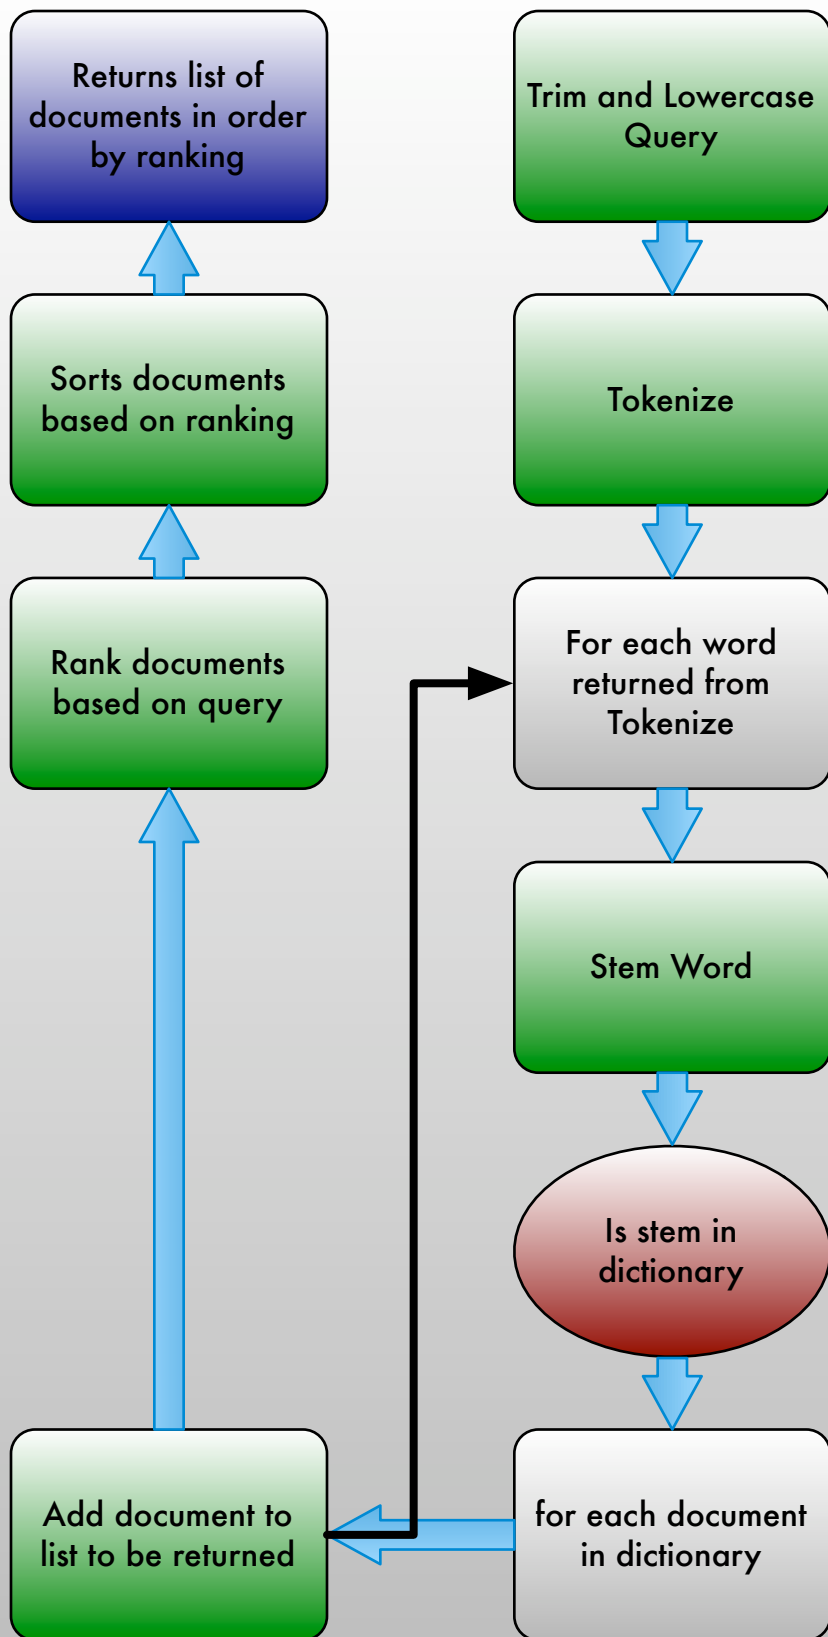 Returns list of
documents in order
by ranking
Trim and Lowercase
Query
Sorts documents
based on ranking
Tokenize
Rank documents
based on query
For each word
returned from
Tokenize
Stem Word
Is stem in
dictionary
Add document to
list to be returned
for each document
in dictionary